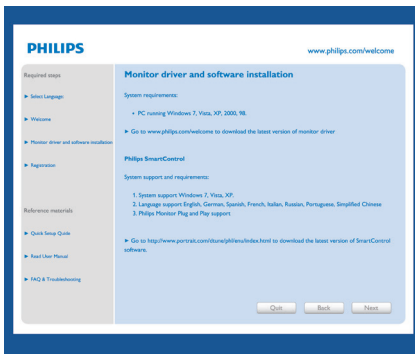 PHILIPS
www.philips.com/welcome
Required steps
► Select Language
► Welcome
► Monitor driver and software installation
► Registration
Reference materials
► Quick Setup Guide
► Read User Manual
► FAQ & Troubleshooting
Monitor driver and software installation
System requirements:
• PC running Windows 7, Vista, XP, 2000, 98.
► Go to www.philips.com/welcome to download the latest version of monitor driver
Philips SmartControl
System support and requirements:
1. System support Windows 7, Vista, XP.
2. Language support English, German, Spanish, French, Italian, Russian, Portuguese, Simplified Chinese
3. Philips Monitor Plug and Play support
► Go to http://www.portrait.com/dtune/phl/enu/index.html to download the latest version of SmartControl
software.
Quit
Back
Next